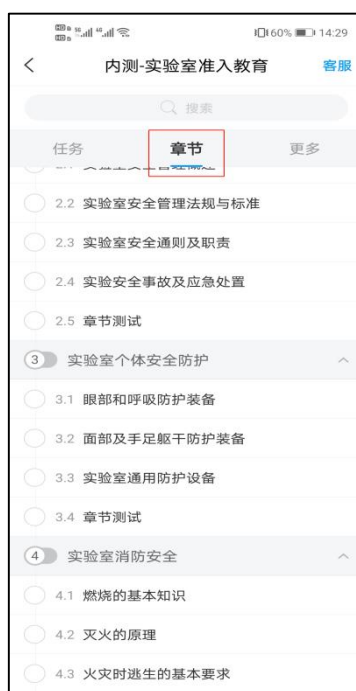 60% 14:29
内测-实验室准入教育 客服
搜索
任务 章节 更多
2.2 实验室安全管理法规与标准
2.3 实验室安全通则及职责
2.4 实验安全事故及应急处置
2.5 章节测试
3 实验室个体安全防护
3.1 眼部和呼吸防护装备
3.2 面部及手足躯干防护装备
3.3 实验室通用防护设备
3.4 章节测试
4 实验室消防安全
4.1 燃烧的基本知识
4.2 灭火的原理
4.3 火灾时逃生的基本要求